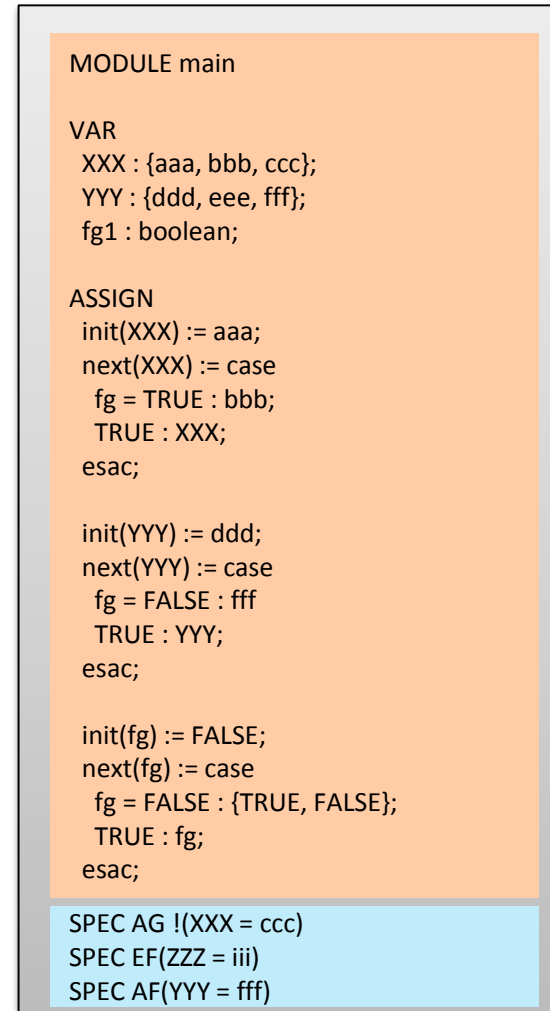 MODULE main
VAR
XXX : {aaa, bbb, ccc};
YYY : {ddd, eee, fff};
fg1 : boolean;
ASSIGN
init(XXX) := aaa;
next(XXX) := case
fg = TRUE : bbb;
TRUE : XXX;
esac;
init(YYY) := ddd;
next(YYY) := case
fg = FALSE : fff
TRUE : YYY;
esac;
init(fg) := FALSE;
next(fg) := case
fg = FALSE : {TRUE, FALSE};
TRUE : fg;
esac;
SPEC AG !(XXX = ccc)
SPEC EF(ZZZ = iii)
SPEC AF(YYY = fff)